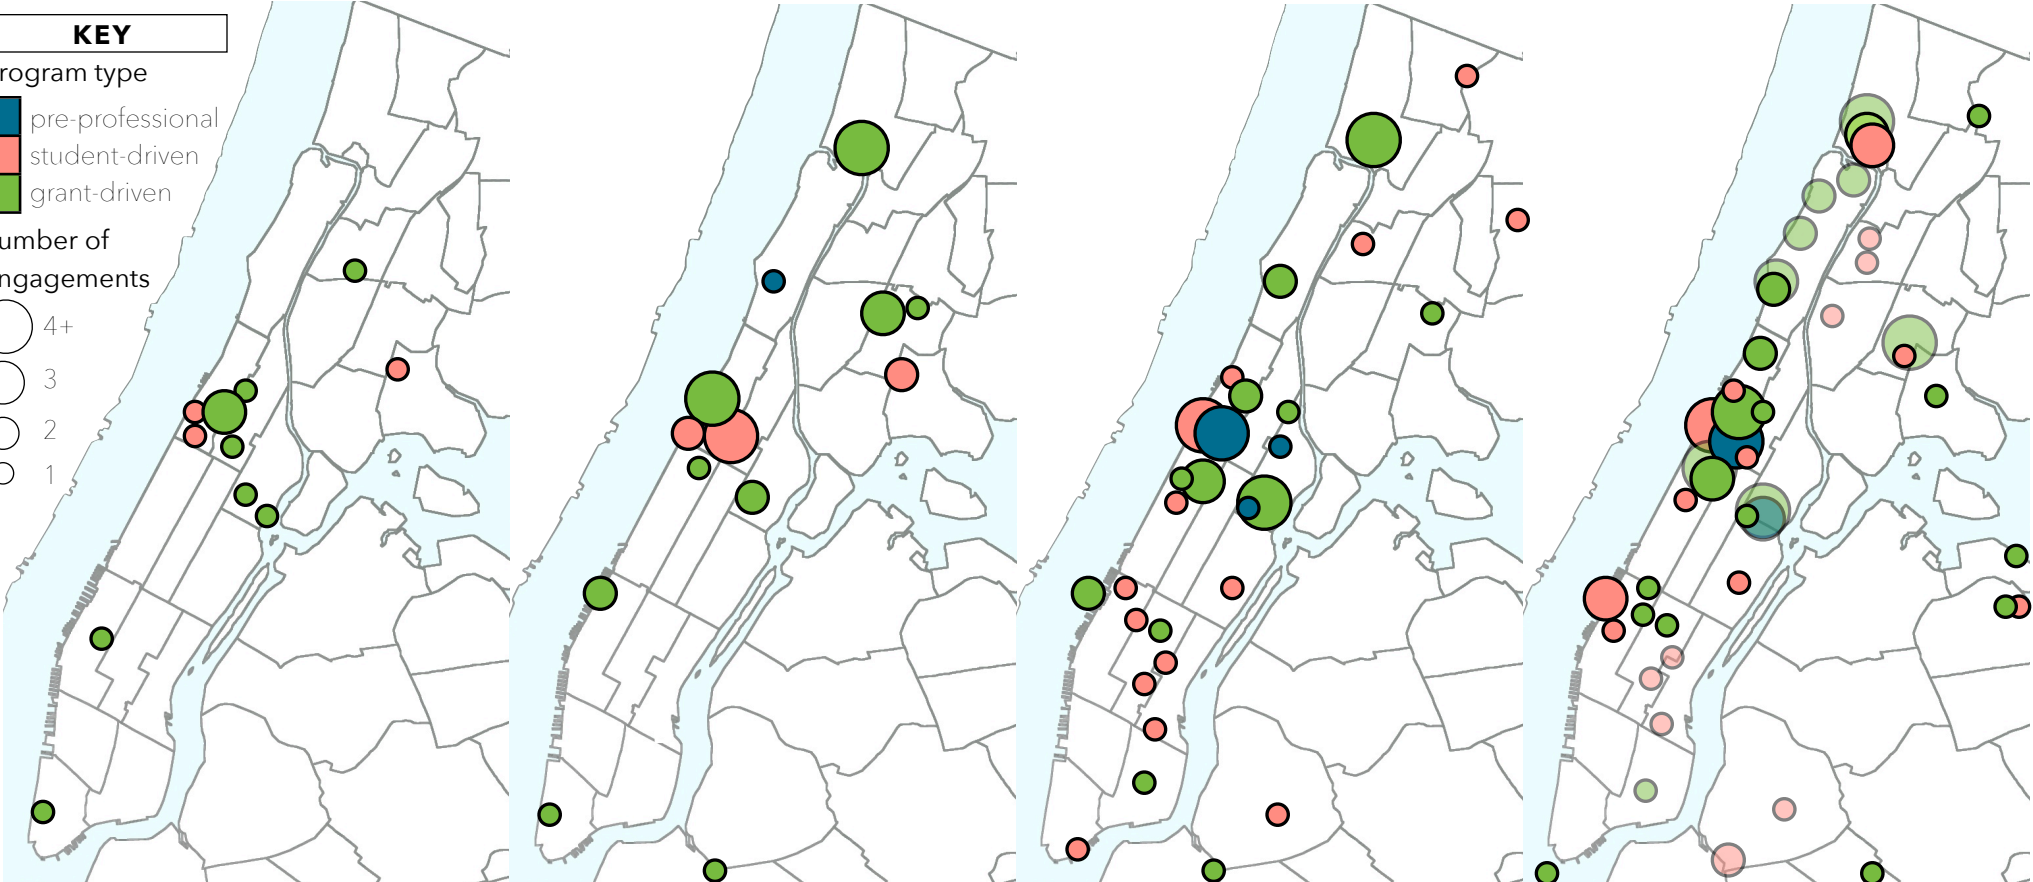 KEY
rogram type
pre-professional
student-driven
grant-driven
umber of
ngagements
4+
3
2
1